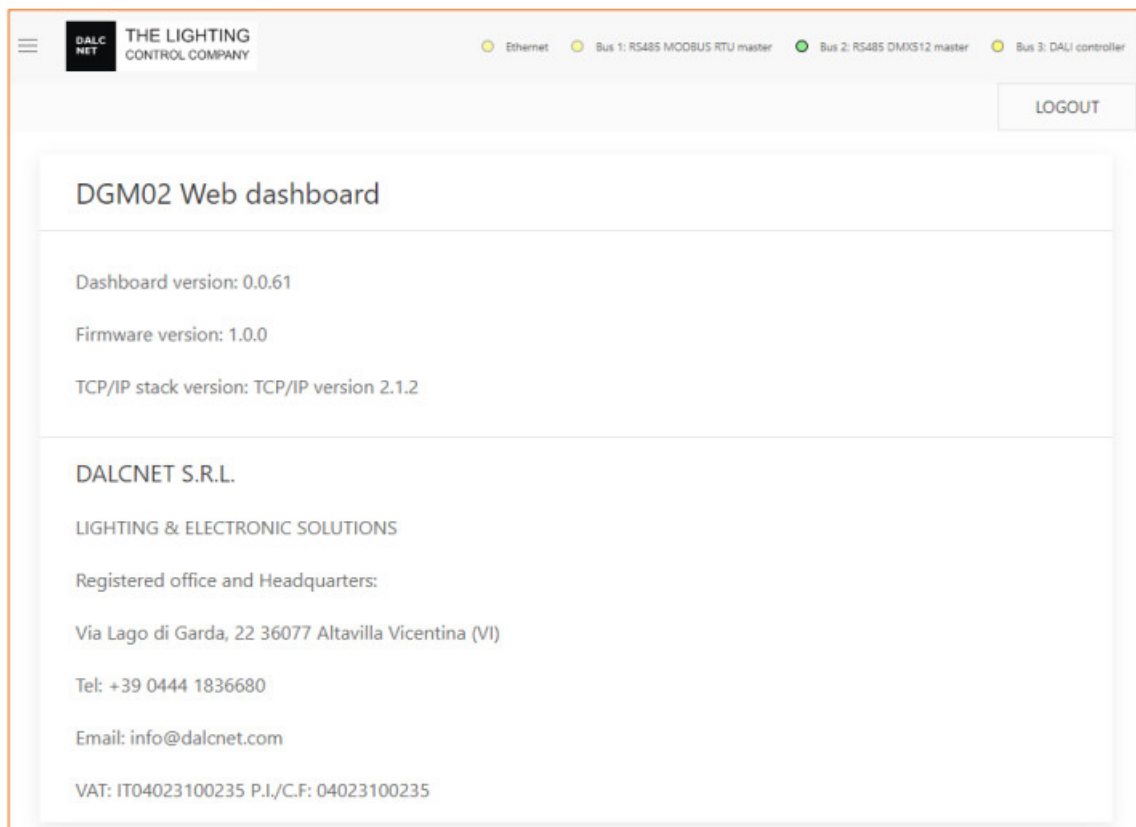 DALC
NET
THE LIGHTING
CONTROL COMPANY
Ethernet
Bus 1: RS485 MODBUS RTU master
Bus 2: RS485 DMX512 master
Bus 3: DALI controller
LOGOUT
DGM02 Web dashboard
Dashboard version: 0.0.61
Firmware version: 1.0.0
TCP/IP stack version: TCP/IP version 2.1.2
DALCNET S.R.L.
LIGHTING & ELECTRONIC SOLUTIONS
Registered office and Headquarters:
Via Lago di Garda, 22 36077 Altavilla Vicentina (VI)
Tel: +39 0444 1836680
Email: info@dalcnet.com
VAT: IT04023100235 P.I./C.F: 04023100235